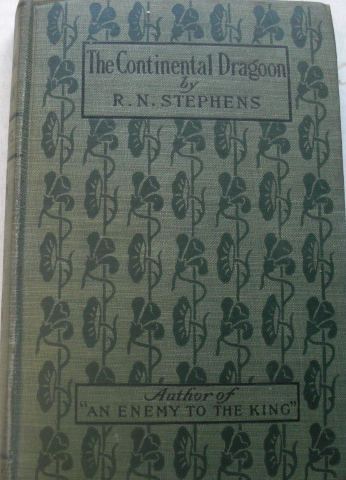 The Continental Dragoon
by
R. N. STEPHENS
Author of
"AN ENEMY TO THE KING"